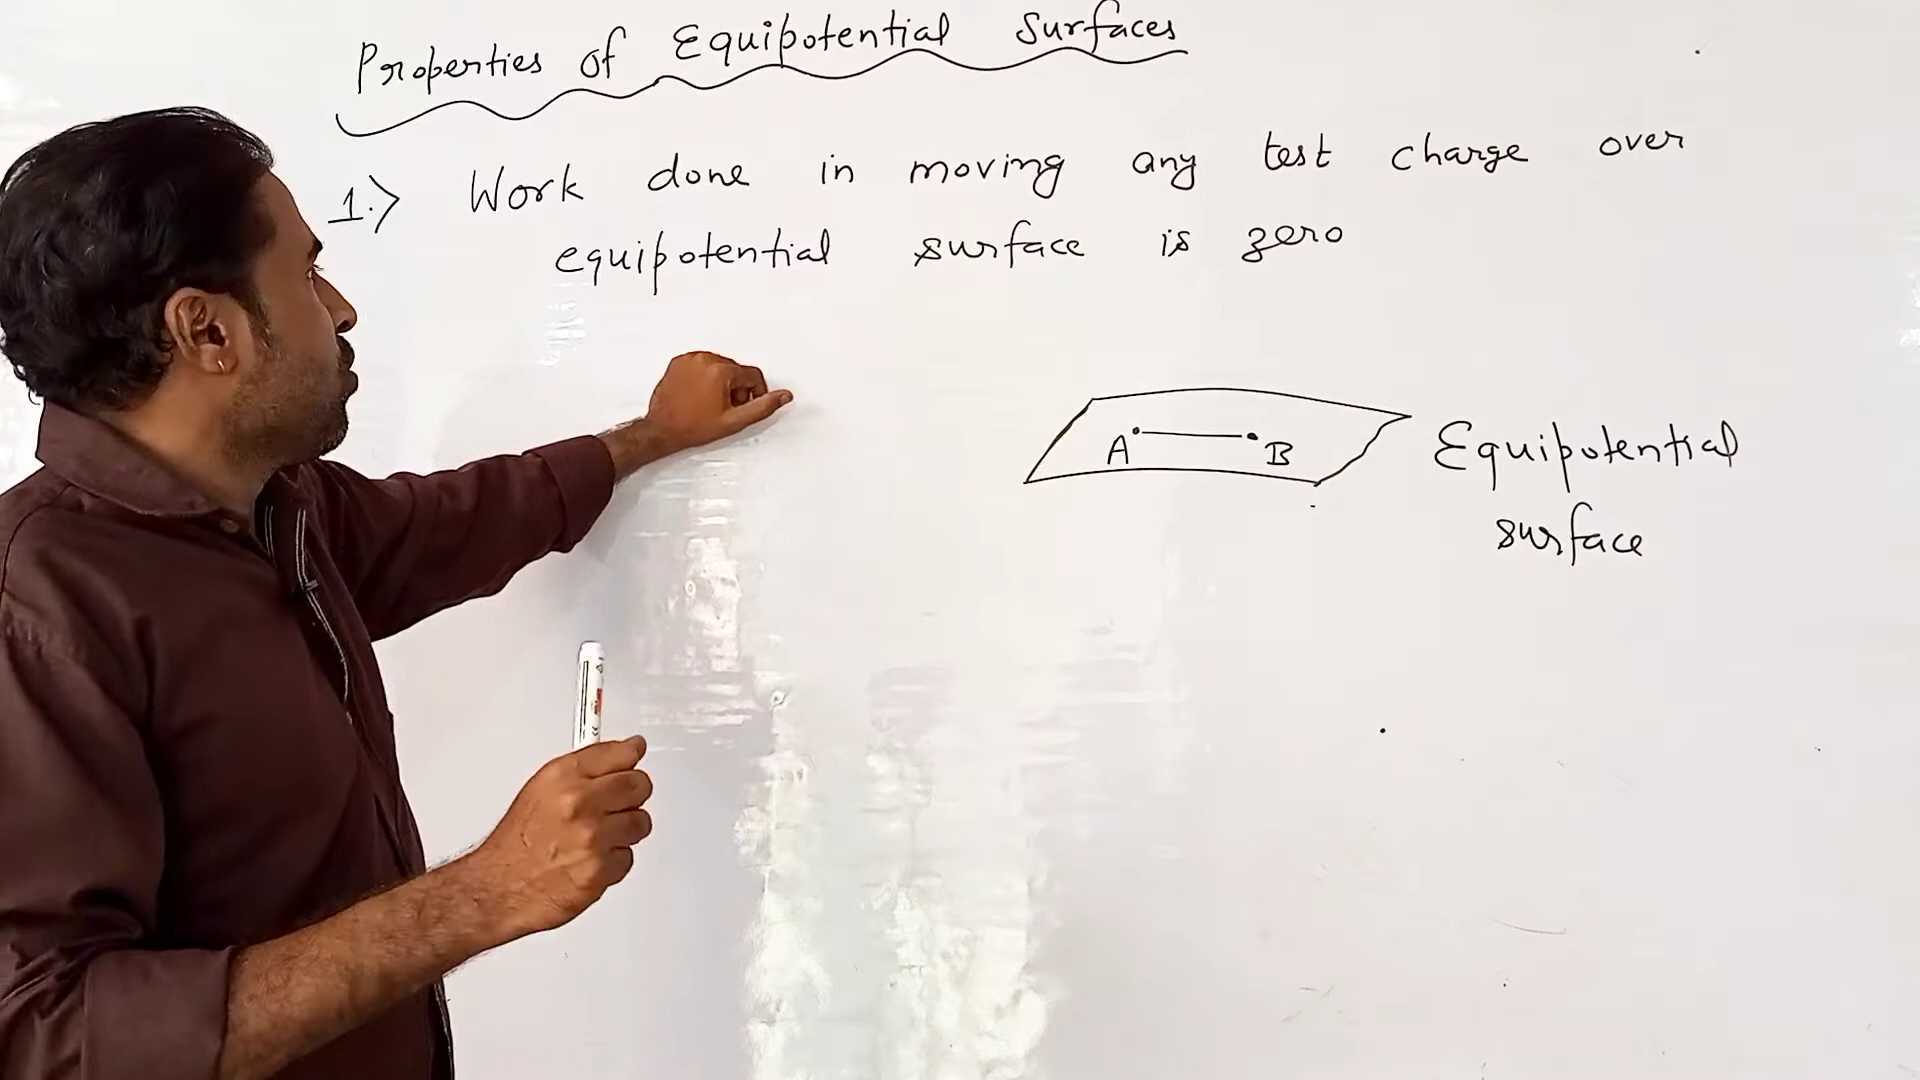 Properties of Equipotential Surfaces
1.> Work done in moving any test charge over
equipotential surface is zero
A B
Equipotential
surface